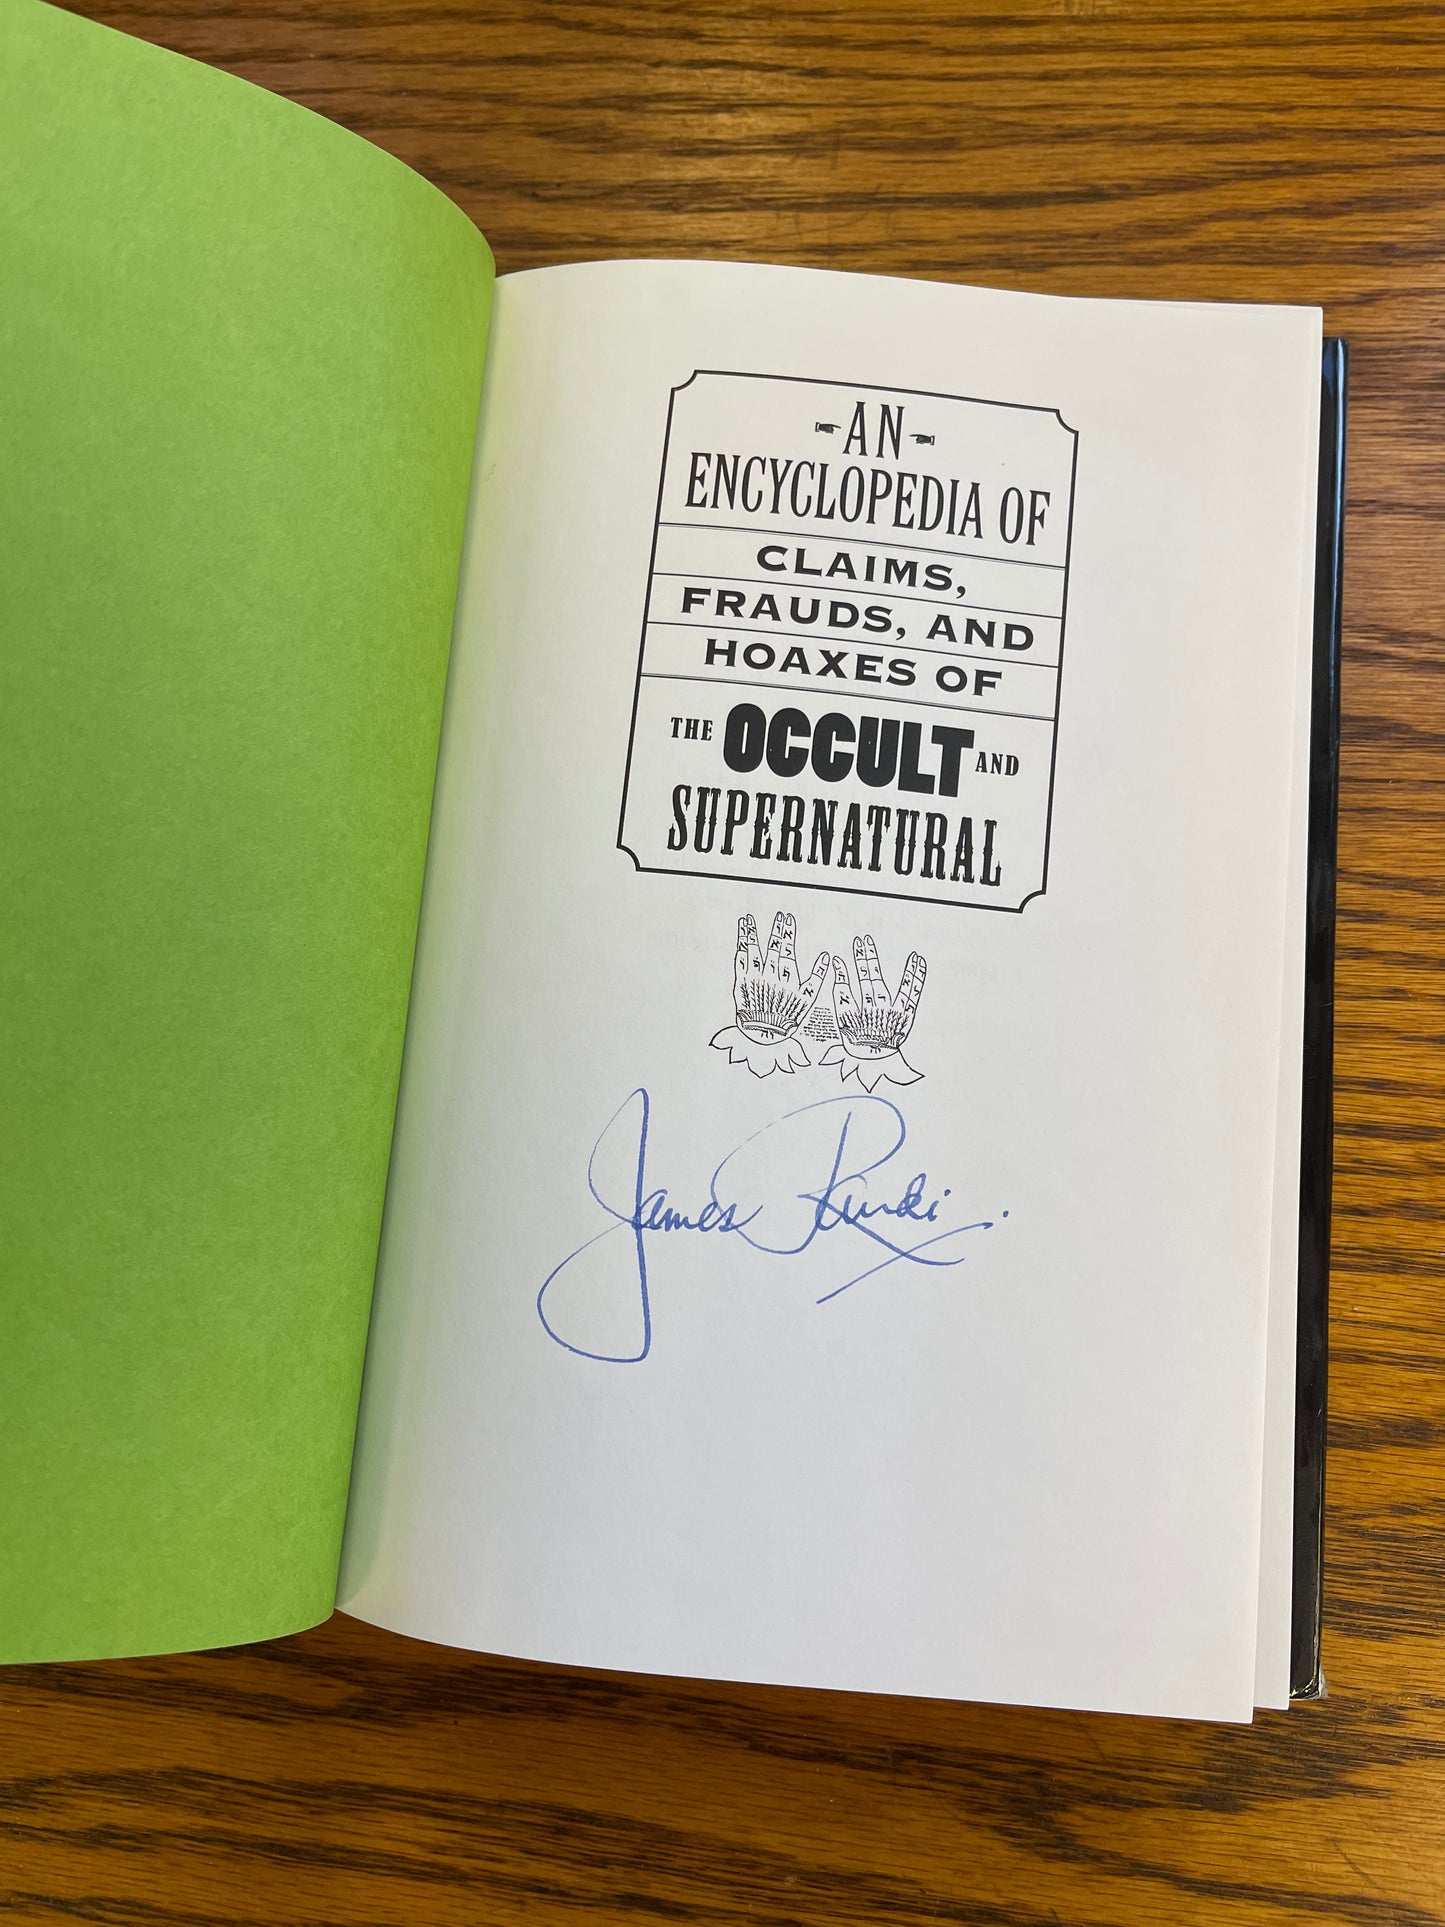 AN
ENCYCLOPEDIA OF
CLAIMS,
FRAUDS, AND
HOAXES OF
THE OCCULT AND
SUPERNATURAL
James Randi